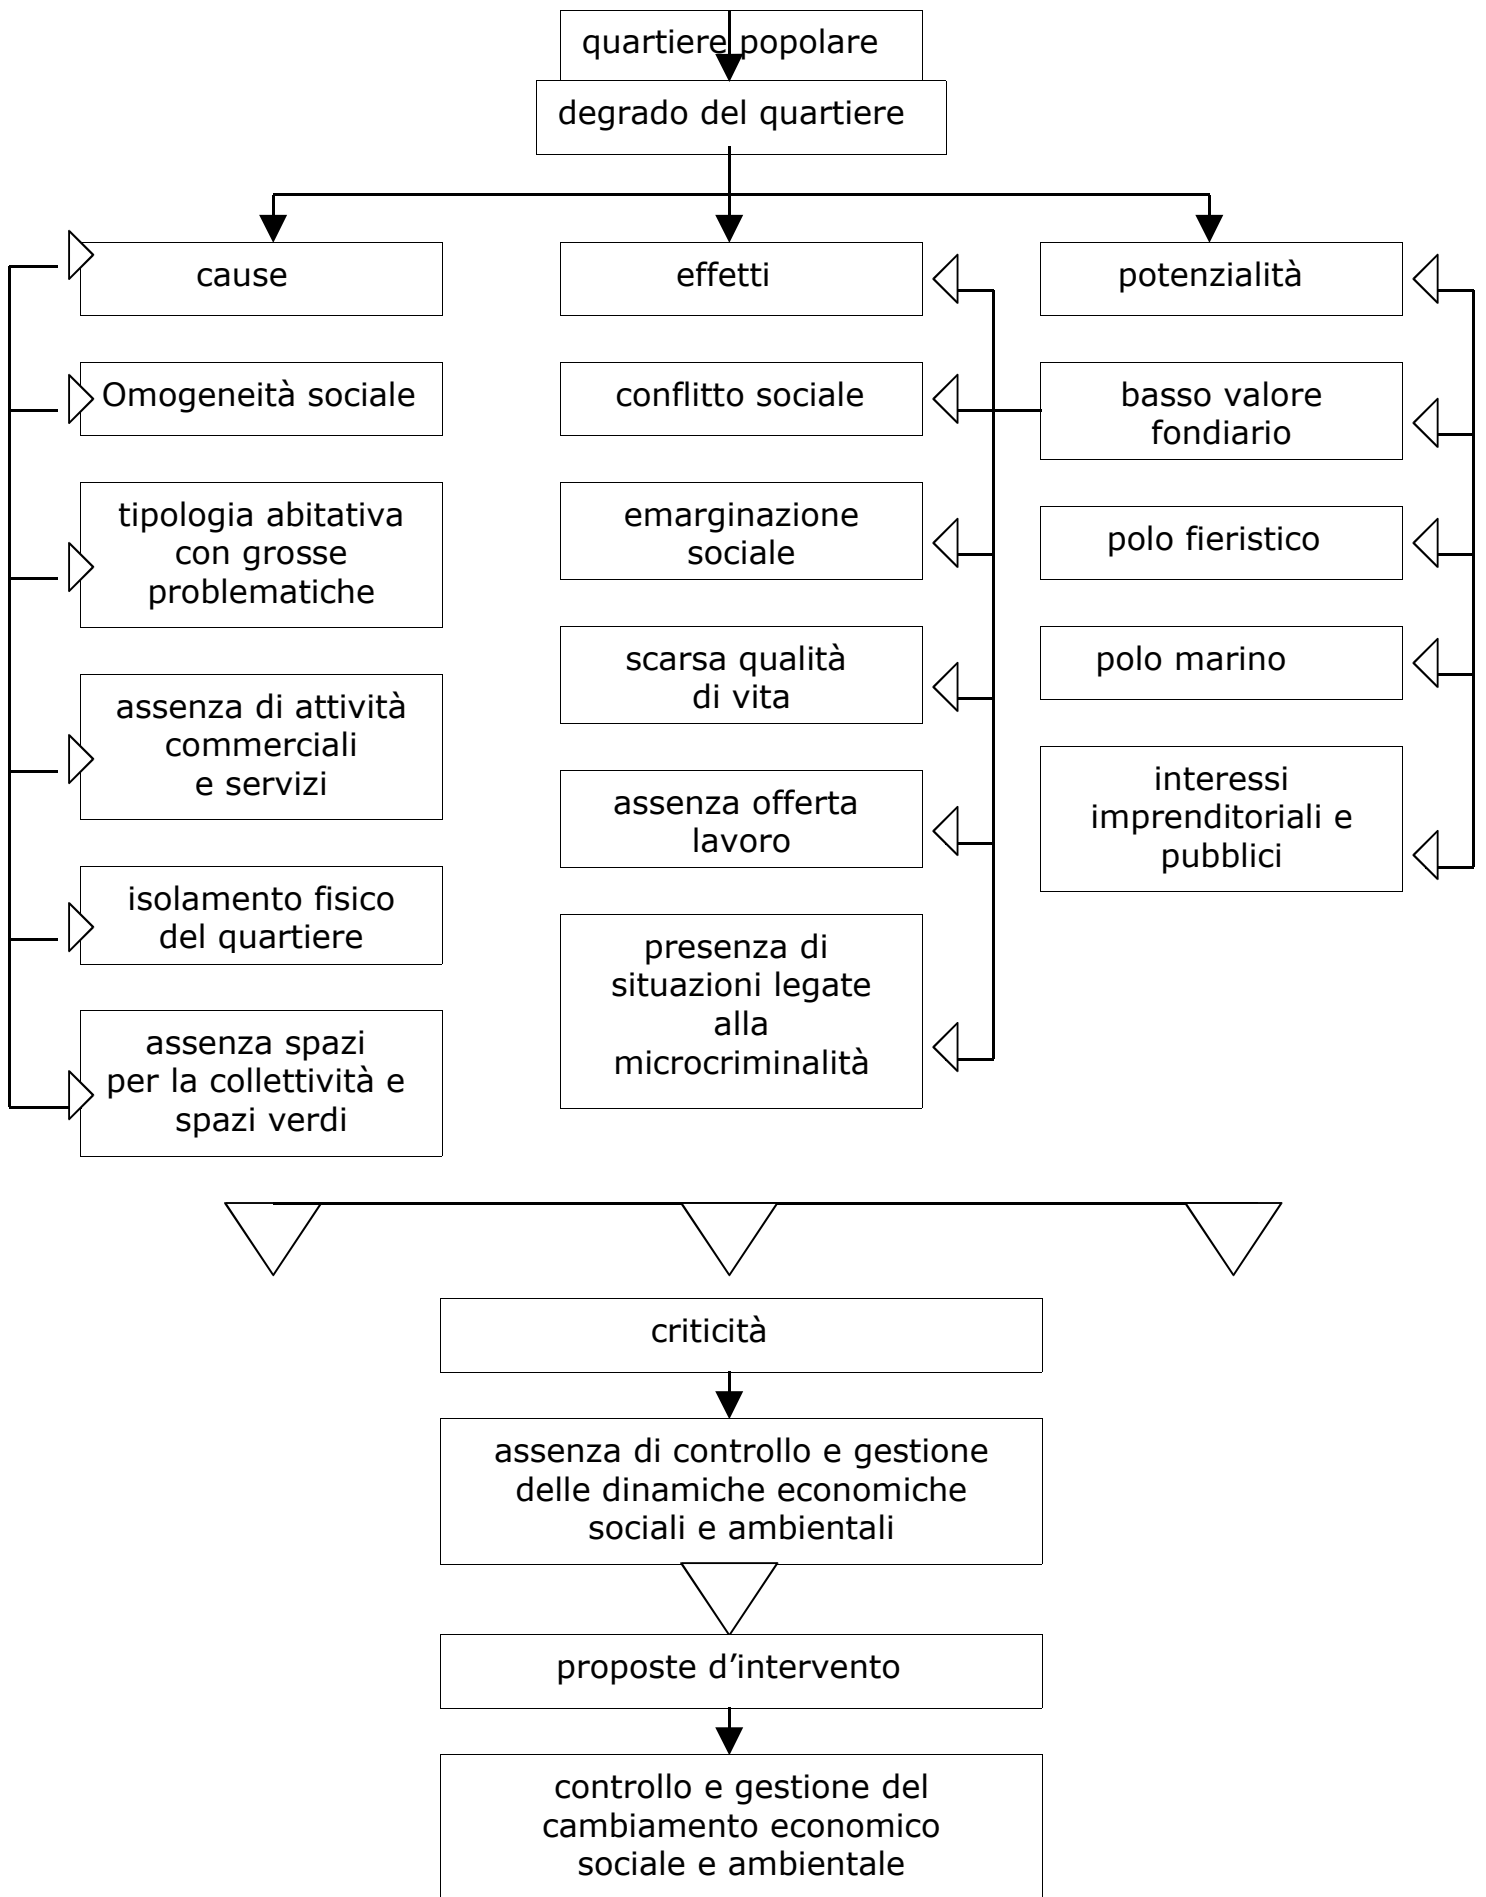 quartiere popolare
degrado del quartiere
cause
Omogeneità sociale
tipologia abitativa
con grosse
problematiche
assenza di attività
commerciali
e servizi
isolamento fisico
del quartiere
assenza spazi
per la collettività e
spazi verdi
effetti
conflitto sociale
emarginazione
sociale
scarsa qualità
di vita
assenza offerta
lavoro
presenza di
situazioni legate
alla
microcriminalità
potenzialità
basso valore
fondiario
polo fieristico
polo marino
interessi
imprenditoriali e
pubblici
criticità
assenza di controllo e gestione
delle dinamiche economiche
sociali e ambientali
proposte d’intervento
controllo e gestione del
cambiamento economico
sociale e ambientale